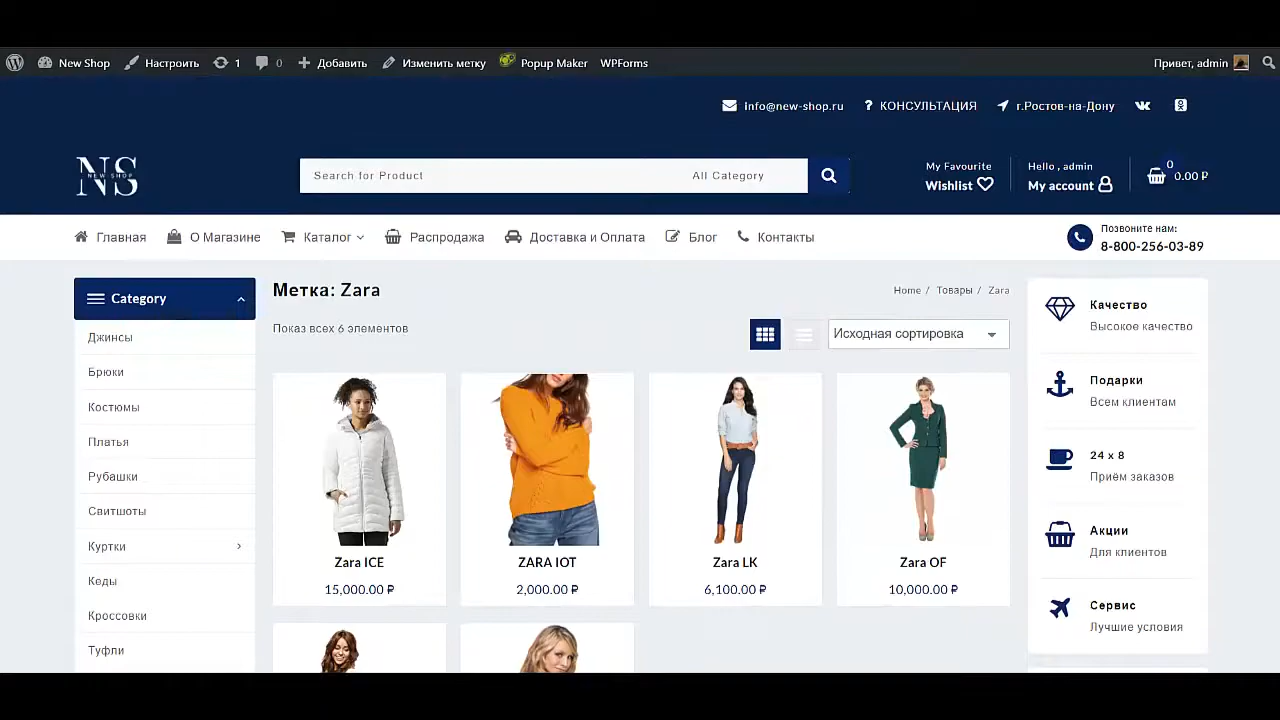 New Shop Настроить 1 0 Добавить Изменить метку Popup Maker WPForms Привет, admin
info@new-shop.ru ? КОНСУЛЬТАЦИЯ г.Ростов-на-Дону
NS
NEW SHOP
Search for Product All Category
My Favourite
Wishlist
Hello , admin
My account
0
0.00 ₽
Главная О Магазине Каталог Распродажа Доставка и Оплата Блог Контакты
Позвоните нам:
8-800-256-03-89
Category
Джинсы
Брюки
Костюмы
Платья
Рубашки
Свитшоты
Куртки
Кеды
Кроссовки
Туфли
Метка: Zara
Home / Товары / Zara
Показ всех 6 элементов
Исходная сортировка
Zara ICE
15,000.00 ₽
ZARA IOT
2,000.00 ₽
Zara LK
6,100.00 ₽
Zara OF
10,000.00 ₽
Качество
Высокое качество
Подарки
Всем клиентам
24 x 8
Приём заказов
Акции
Для клиентов
Сервис
Лучшие условия